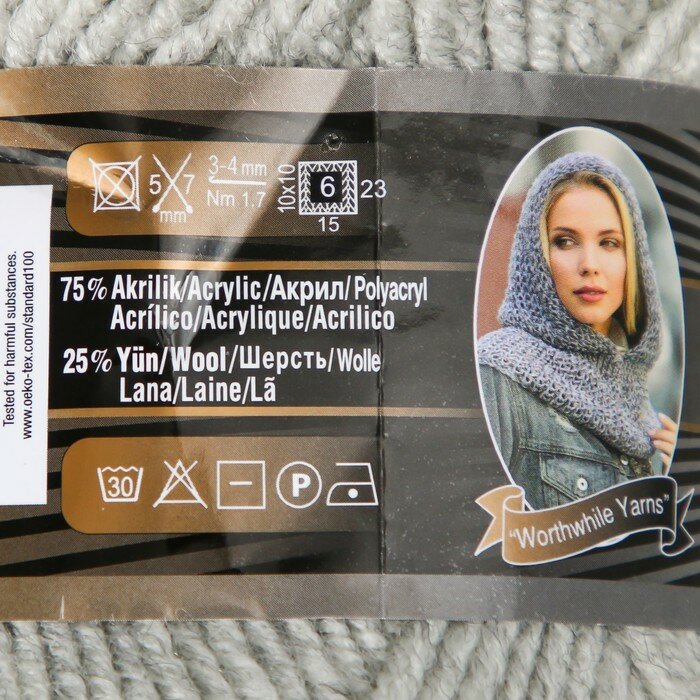 Tested for harmful substances.
www.oeko-tex.com/standard100
5 7
mm
3-4 mm
Nm 1.7
10x10
6
23
15
75% Akrilik/Acrylic/Акрил/Polyacryl
Acrílico/Acrylique/Acrilico
25% Yün/Wool/Шерсть/Wolle
Lana/Laine/Lã
30
P
"Worthwhile Yarns"